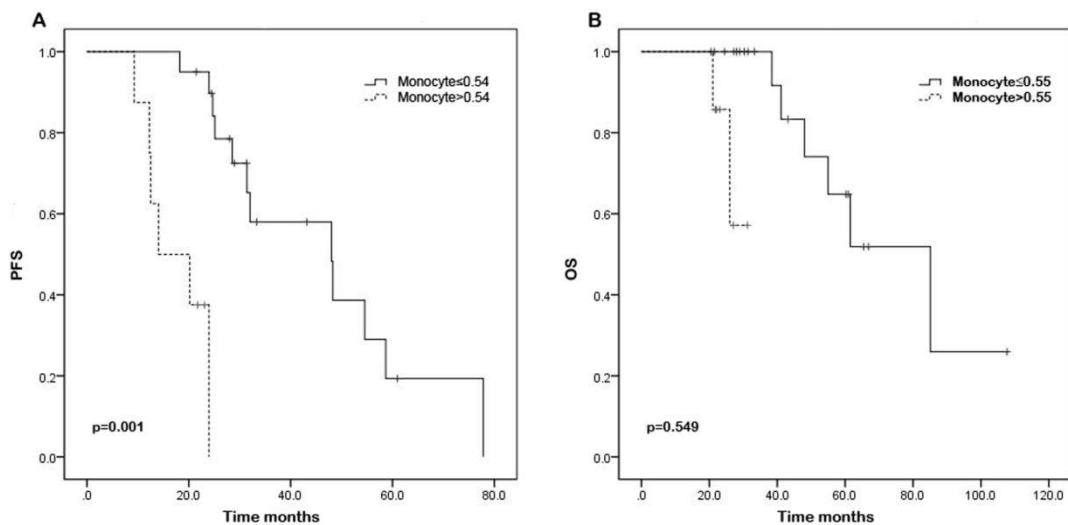 A
PFS
1.0
0.8
0.6
0.4
0.2
0.0
Monocyte≤0.54
Monocyte>0.54
p=0.001
.0 20.0 40.0 60.0 80.0
Time months
B
OS
1.0
0.8
0.6
0.4
0.2
0.0
Monocyte≤0.55
Monocyte>0.55
p=0.549
.0 20.0 40.0 60.0 80.0 100.0 120.0
Time months